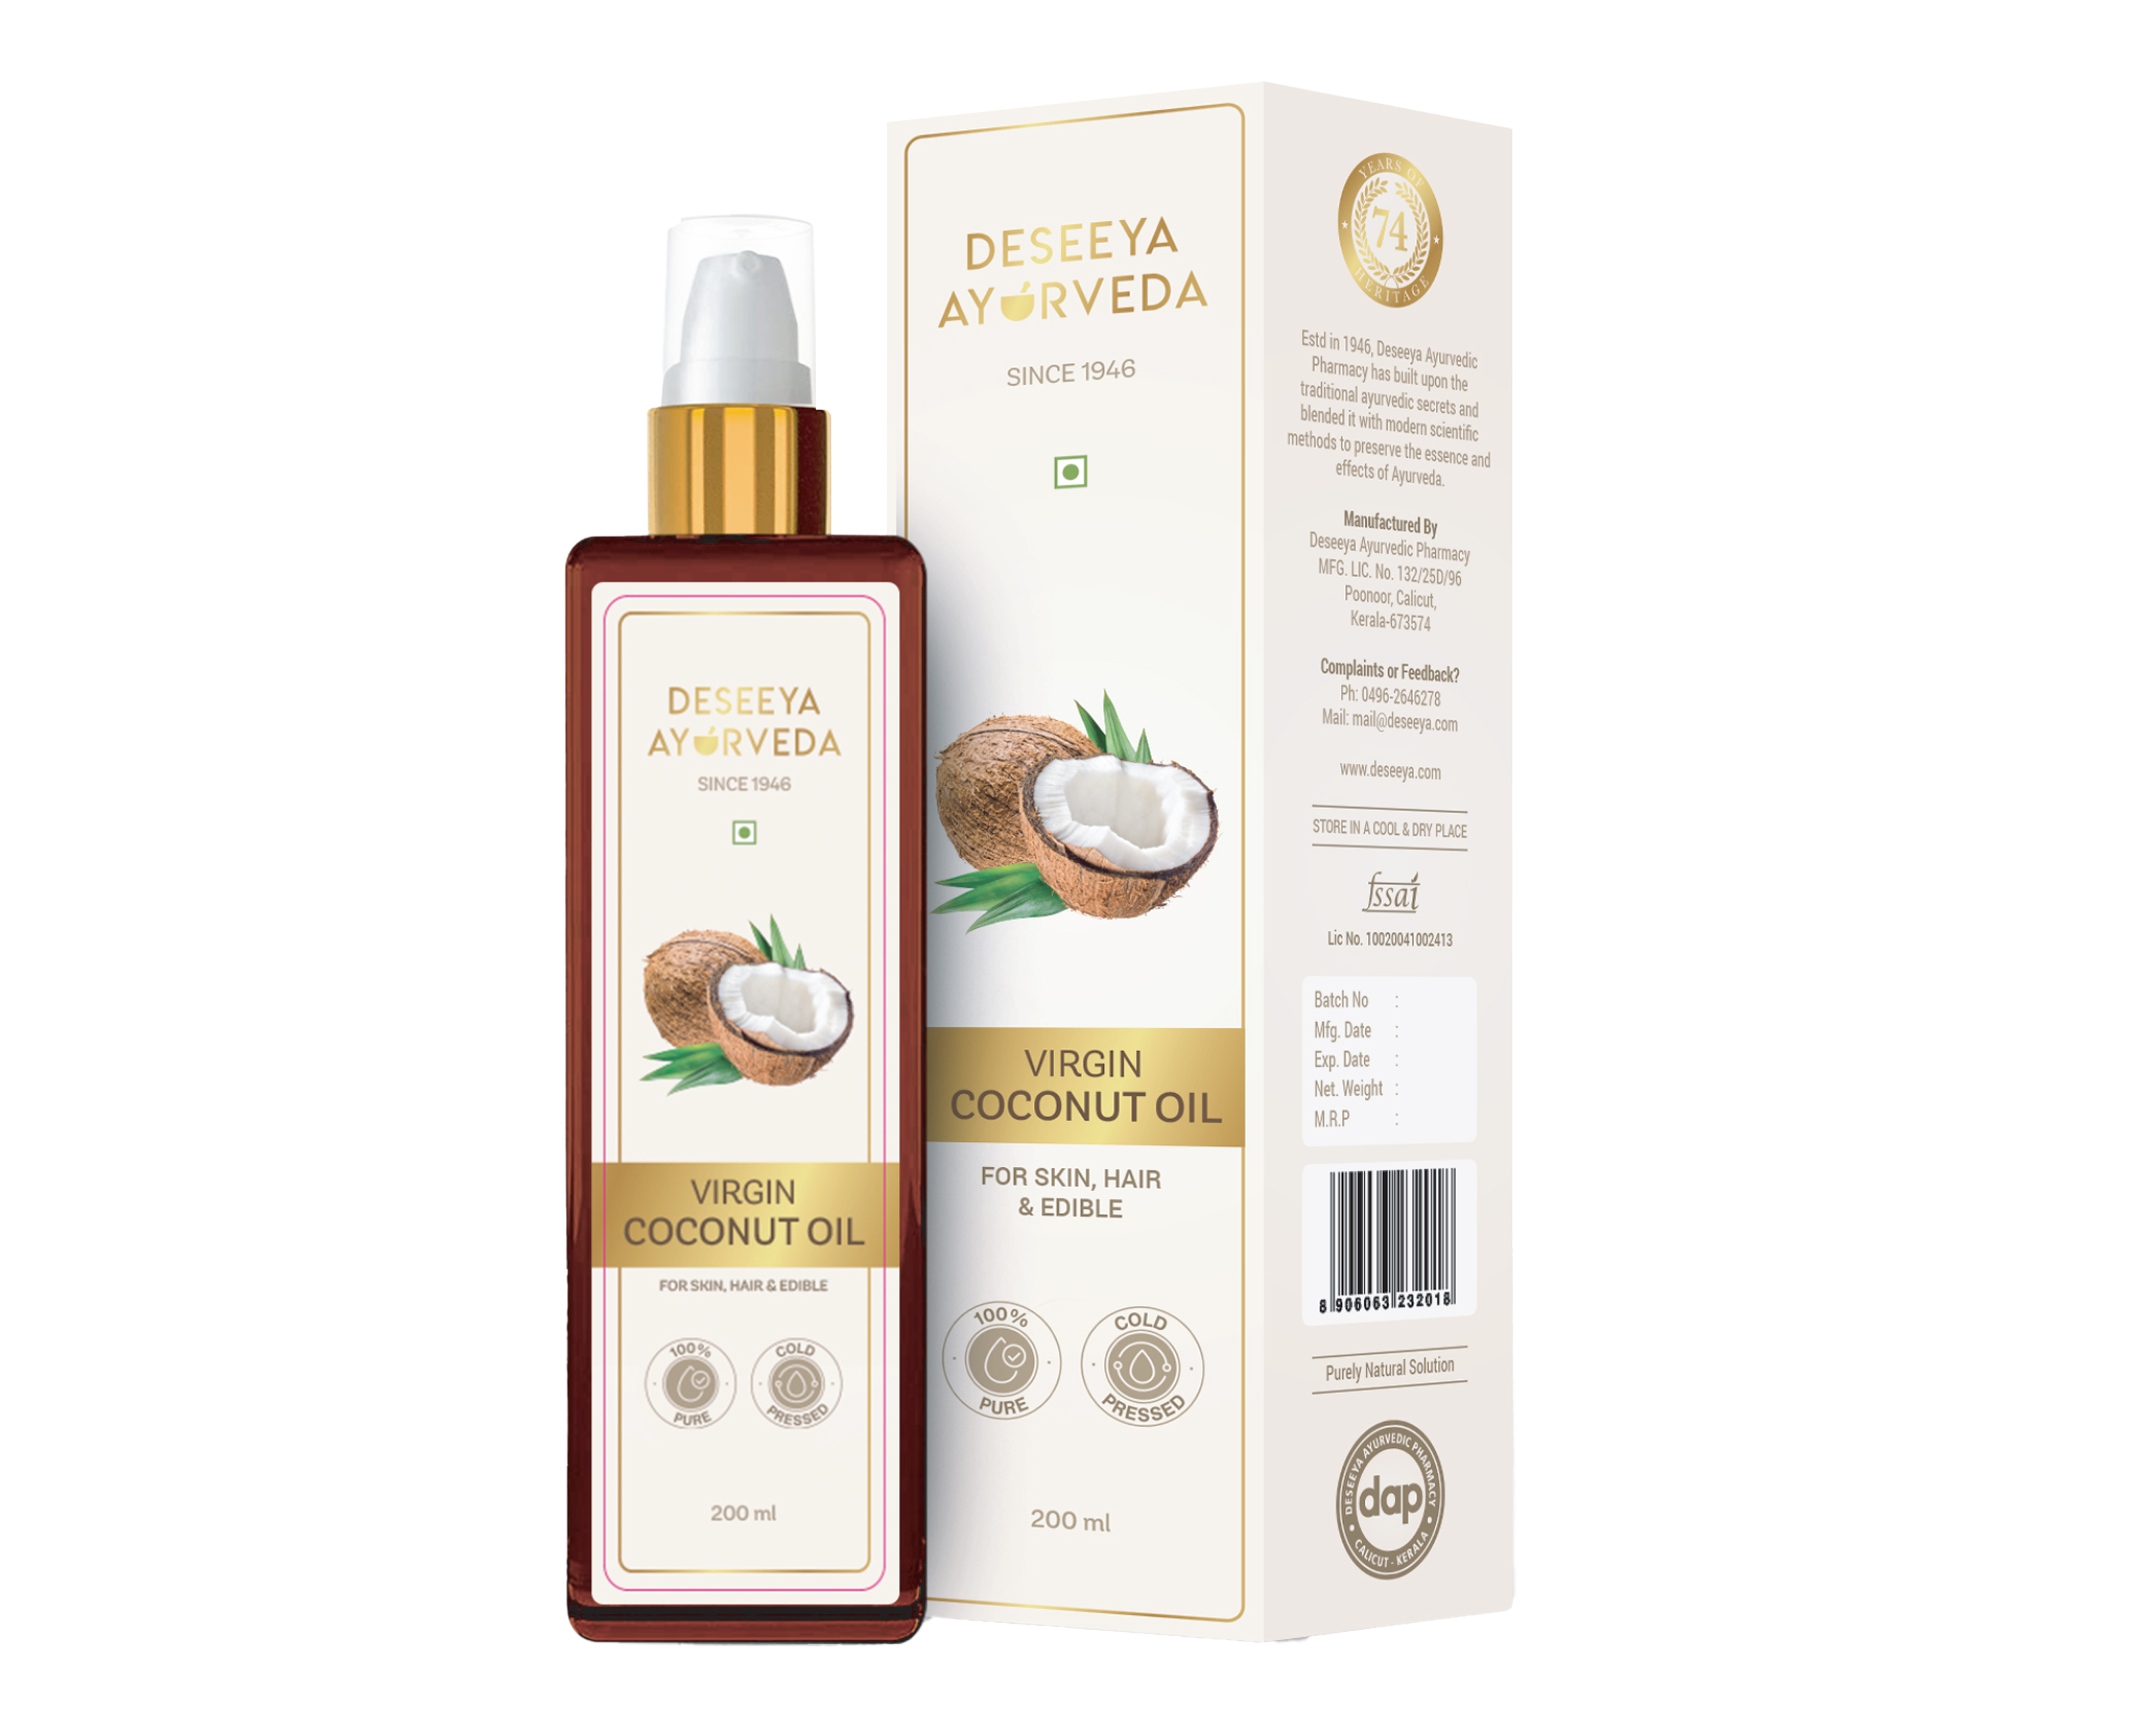 DESEEYA
AYURVEDA
SINCE 1946
VIRGIN
COCONUT OIL
FOR SKIN, HAIR & EDIBLE
100%
PURE
COLD
PRESSED
200 ml
DESEEYA
AYURVEDA
SINCE 1946
VIRGIN
COCONUT OIL
FOR SKIN, HAIR
& EDIBLE
100%
PURE
COLD
PRESSED
200 ml
YEARS OF
74
HERITAGE
Estd in 1946, Deseeya Ayurvedic
Pharmacy has built upon the
traditional ayurvedic secrets and
blended it with modern scientific
methods to preserve the essence and
effects of Ayurveda.
Manufactured By
Deseeya Ayurvedic Pharmacy
MFG. LIC. No. 132/25D/96
Poonoor, Calicut,
Kerala-673574
Complaints or Feedback?
Ph: 0496-2646278
Mail: mail@deseeya.com
www.deseeya.com
STORE IN A COOL & DRY PLACE
fssai
Lic No. 10020041002413
Batch No :
Mfg. Date :
Exp. Date :
Net. Weight :
M.R.P :
8 906063 232018
Purely Natural Solution
DESEEYA AYURVEDIC PHARMACY
dap
CALICUT - KERALA